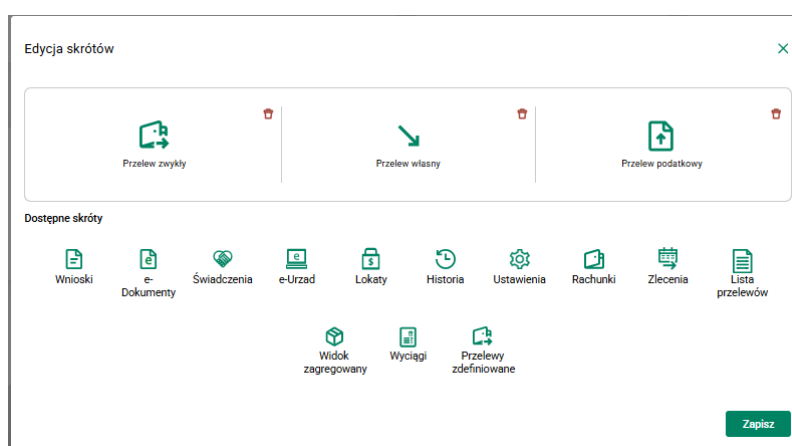 Edycja skrótów
Przelew zwykły
Przelew własny
Przelew podatkowy
Dostępne skróty
Wnioski
e-
Dokumenty
Świadczenia
e-Urzad
Lokaty
Historia
Ustawienia
Rachunki
Zlecenia
Lista
przelewów
Widok
zagregowany
Wyciągi
Przelewy
zdefiniowane
Zapisz